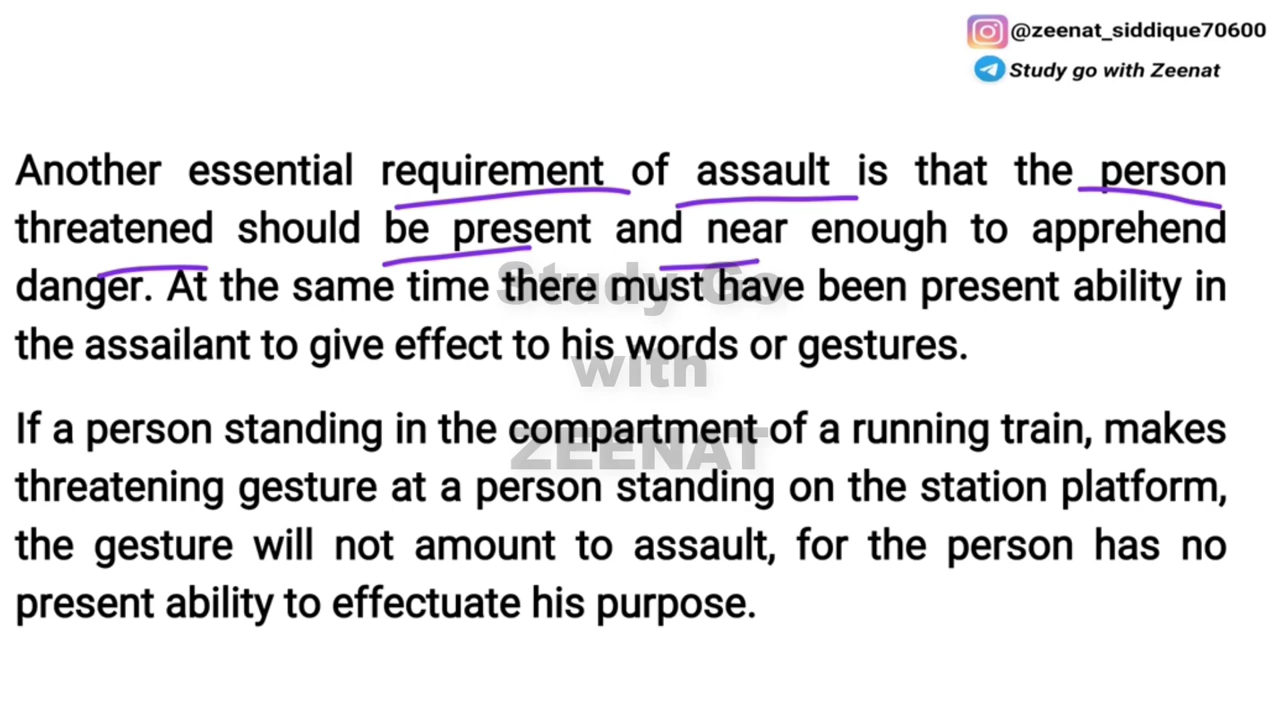 @zeenat_siddique70600
Study go with Zeenat
Another essential requirement of assault is that the person
threatened should be present and near enough to apprehend
danger. At the same time there must have been present ability in
the assailant to give effect to his words or gestures.
If a person standing in the compartment of a running train, makes
threatening gesture at a person standing on the station platform,
the gesture will not amount to assault, for the person has no
present ability to effectuate his purpose.
Study Go
with
ZEENAT